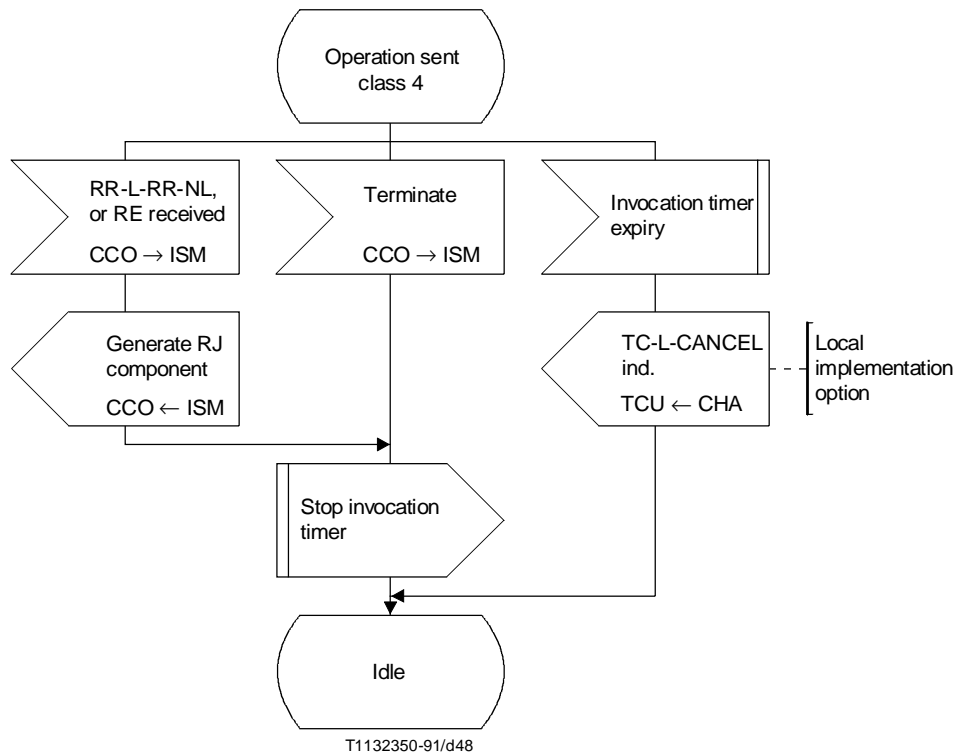 Operation sent
class 4
RR-L-RR-NL,
or RE received
CCO → ISM
Terminate
CCO → ISM
Invocation timer
expiry
Generate RJ
component
CCO ← ISM
TC-L-CANCEL
ind.
TCU ← CHA
Local
implementation
option
Stop invocation
timer
Idle
T1132350-91/d48